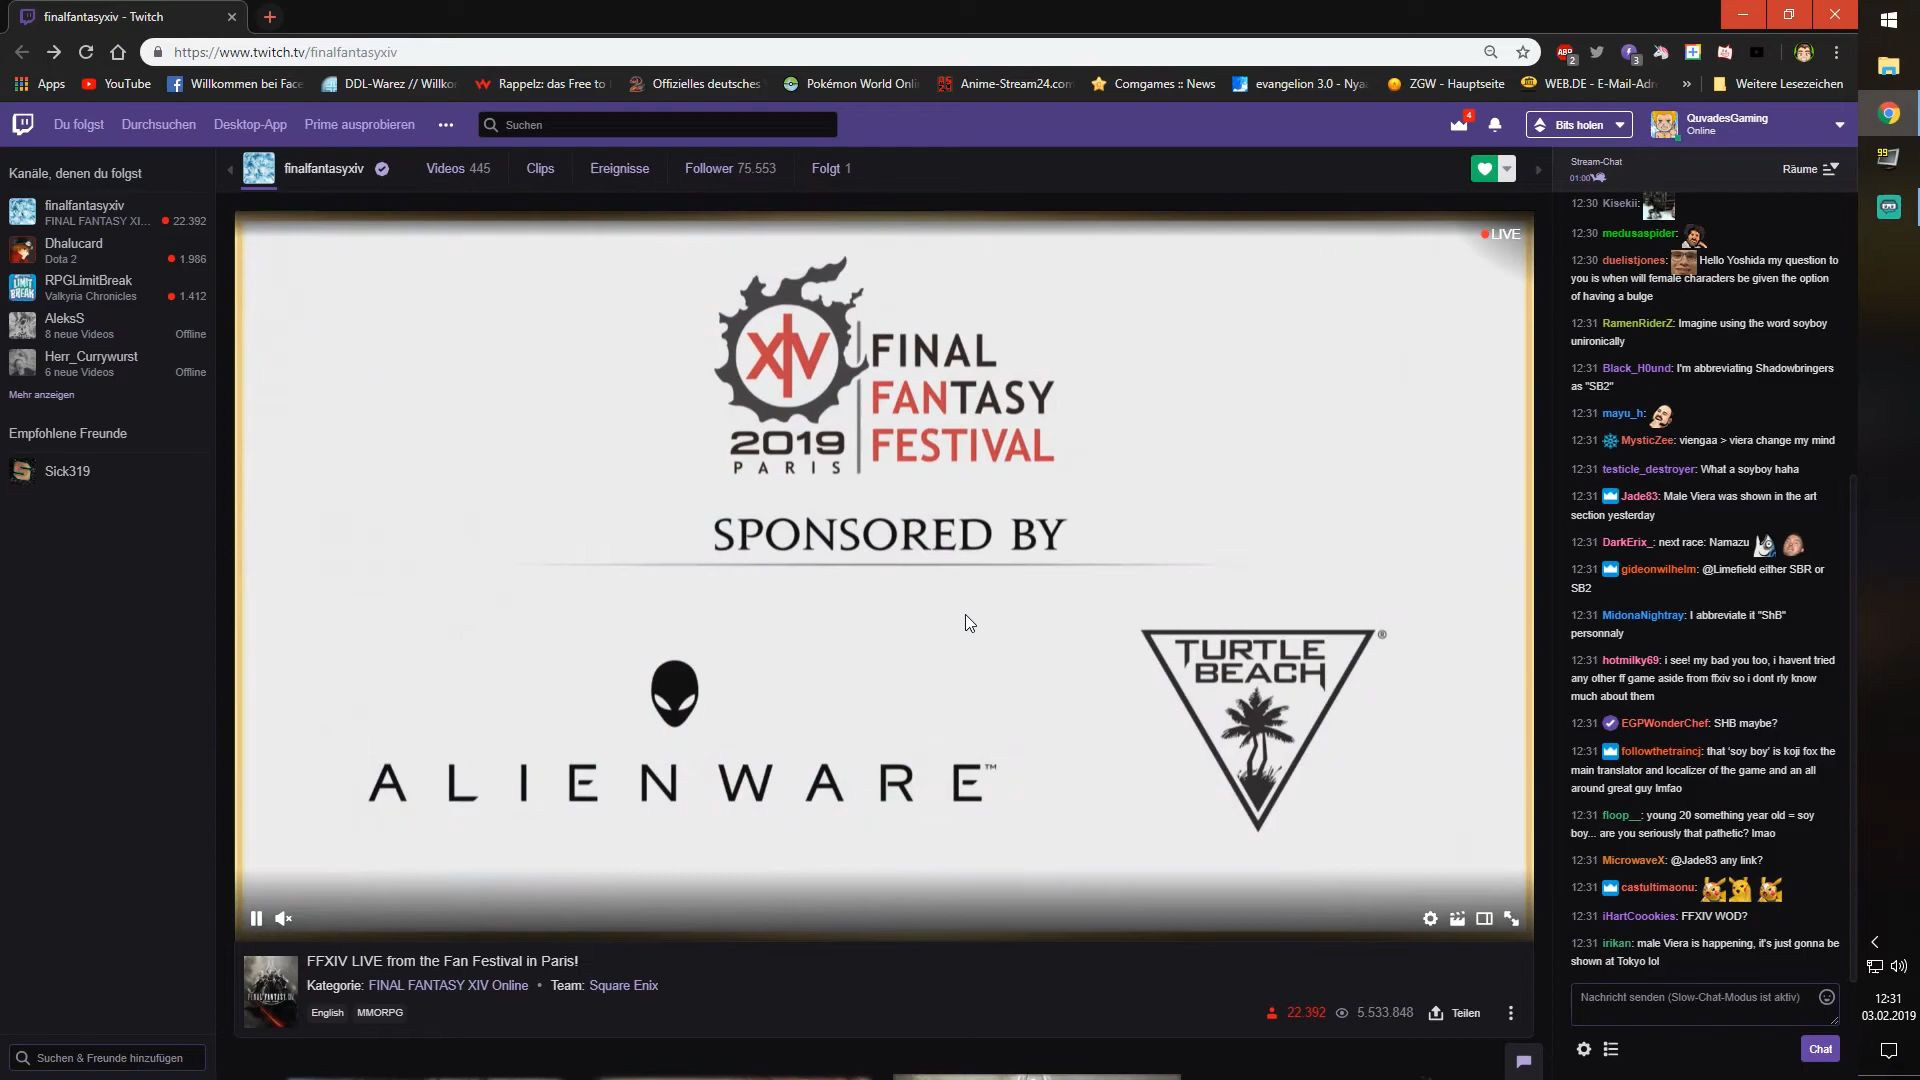 finalfantasyxiv - Twitch
https://www.twitch.tv/finalfantasyxiv
ABP
2
3
Apps
YouTube
Willkommen bei Face
DDL-Warez // Willkor
Rappelz: das Free to
Offizielles deutsches
Pokémon World Onli
Anime-Stream24.com
Comgames :: News
evangelion 3.0 - Nyaa
ZGW - Hauptseite
WEB.DE - E-Mail-Adr
»
Weitere Lesezeichen
Du folgst
Durchsuchen
Desktop-App
Prime ausprobieren
Suchen
4
Bits holen
QuvadesGaming
Online
Kanäle, denen du folgst
finalfantasyxiv
FINAL FANTASY XI... 22.392
Dhalucard
Dota 2 1.986
RPGLimitBreak
Valkyria Chronicles 1.412
AleksS
8 neue Videos Offline
Herr_Currywurst
6 neue Videos Offline
Mehr anzeigen
Empfohlene Freunde
Sick319
Suchen & Freunde hinzufügen
finalfantasyxiv
Videos 445
Clips
Ereignisse
Follower 75.553
Folgt 1
LIVE
XIV
2019
PARIS
FINAL
FANTASY
FESTIVAL
SPONSORED BY
ALIENWARE™
TURTLE
BEACH
®
FFXIV LIVE from the Fan Festival in Paris!
Kategorie: FINAL FANTASY XIV Online • Team: Square Enix
English
MMORPG
22.392
5.533.848
Teilen
Stream-Chat
01:00
Räume
12:30 Kisekii:
12:30 medusaspider:
12:30 duelistjones: Hello Yoshida my question to
you is when will female characters be given the option
of having a bulge
12:31 RamenRiderZ: Imagine using the word soyboy
unironically
12:31 Black_H0und: I'm abbreviating Shadowbringers
as "SB2"
12:31 mayu_h:
12:31 MysticZee: viengaa > viera change my mind
12:31 testicle_destroyer: What a soyboy haha
12:31 Jade83: Male Viera was shown in the art
section yesterday
12:31 DarkErix_: next race: Namazu
12:31 gideonwilhelm: @Limefield either SBR or
SB2
12:31 MidonaNightray: I abbreviate it "ShB"
personnaly
12:31 hotmilky69: i see! my bad you too, i havent tried
any other ff game aside from ffxiv so i dont rly know
much about them
12:31 EGPWonderChef: SHB maybe?
12:31 followthetraincj: that ‘soy boy’ is koji fox the
main translator and localizer of the game and an all
around great guy lmfao
12:31 floop__: young 20 something year old = soy
boy... are you seriously that pathetic? lmao
12:31 MicrowaveX: @Jade83 any link?
12:31 castultimaonu:
12:31 iHartCoookies: FFXIV WOD?
12:31 irikan: male Viera is happening, it's just gonna be
shown at Tokyo lol
Nachricht senden (Slow-Chat-Modus ist aktiv)
Chat
99
12:31
03.02.2019